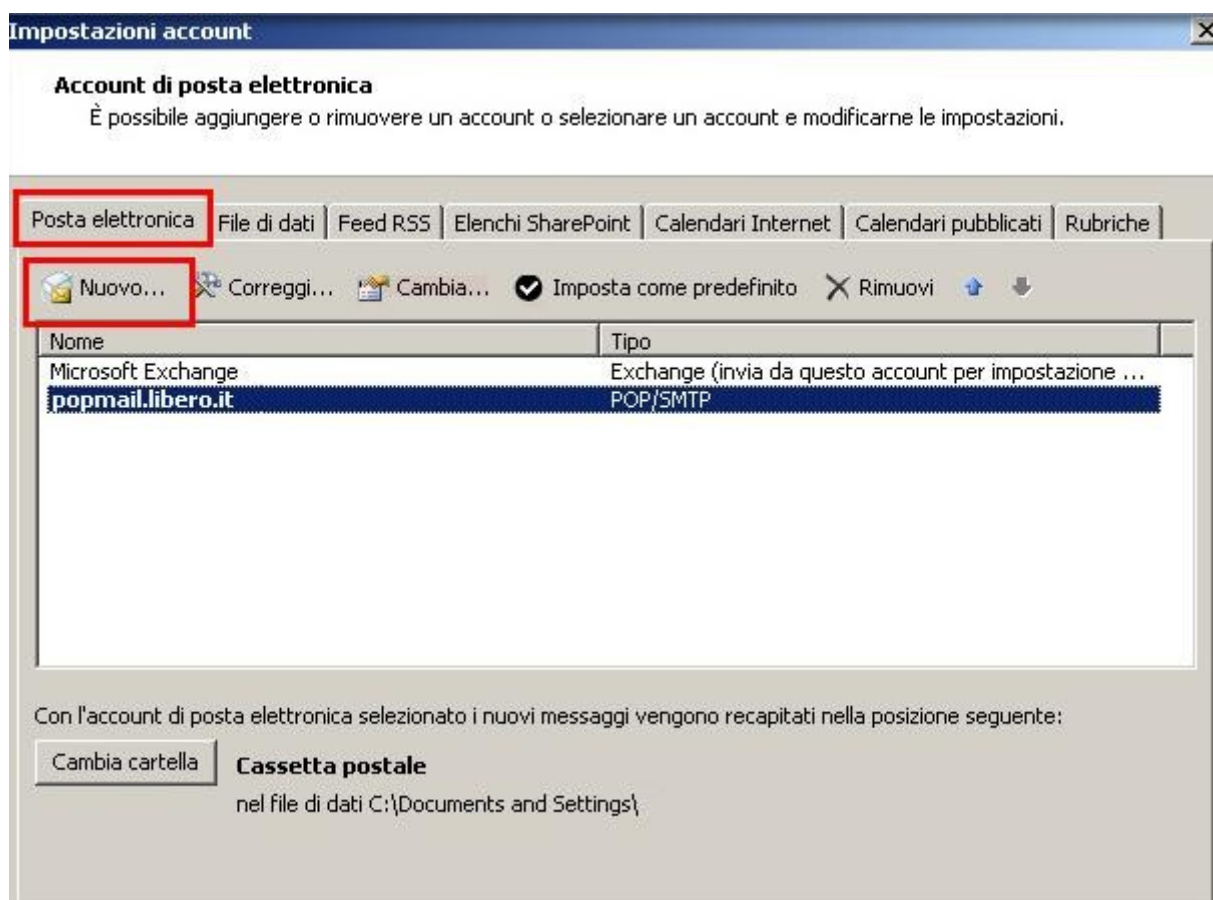 Impostazioni account
Account di posta elettronica
È possibile aggiungere o rimuovere un account o selezionare un account e modificarne le impostazioni.
Posta elettronica File di dati Feed RSS Elenchi SharePoint Calendari Internet Calendari pubblicati Rubriche
Nuovo... Correggi... Cambia... Imposta come predefinito Rimuovi
Nome Tipo
Microsoft Exchange Exchange (invia da questo account per impostazione ...
popmail.libero.it POP/SMTP
Con l'account di posta elettronica selezionato i nuovi messaggi vengono recapitati nella posizione seguente:
Cambia cartella Cassetta postale
nel file di dati C:\Documents and Settings\